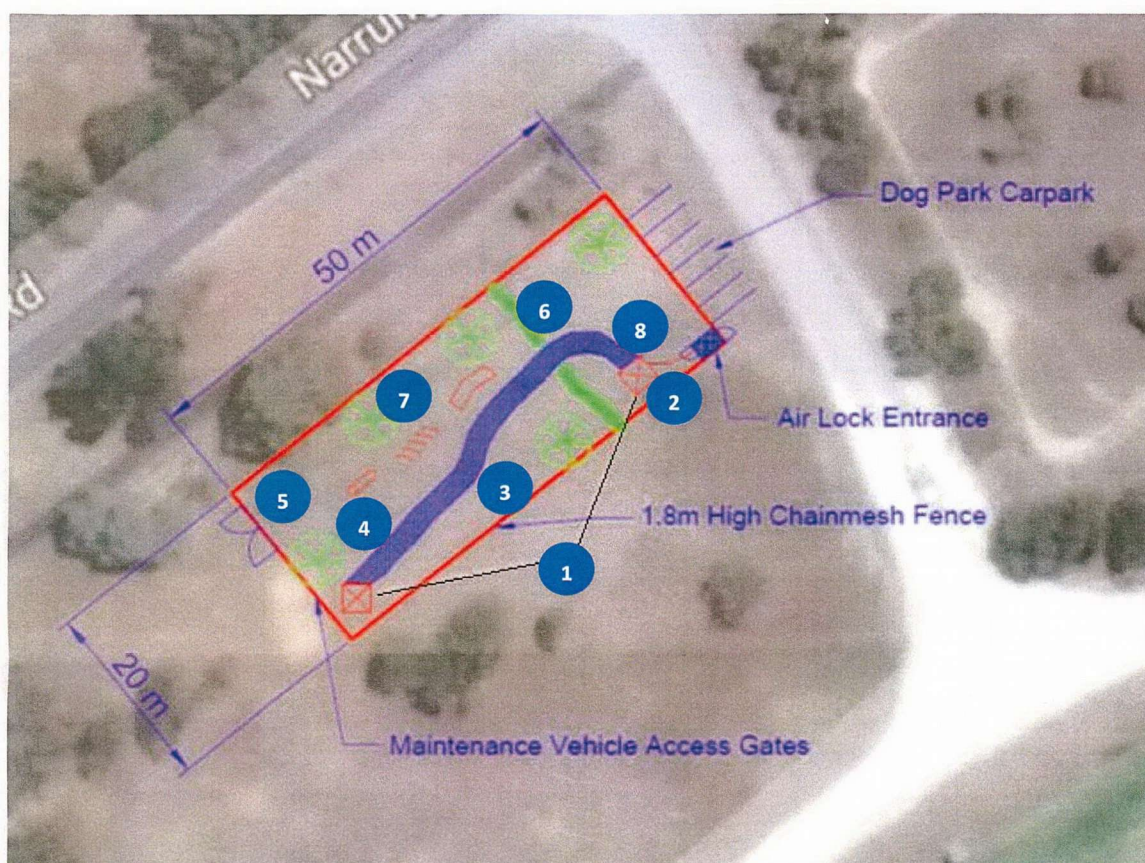 Narrung
Rd
50 m
Dog Park Carpark
6
8
7
2
Air Lock Entrance
5
3
4
1.8m High Chainmesh Fence
1
20 m
Maintenance Vehicle Access Gates